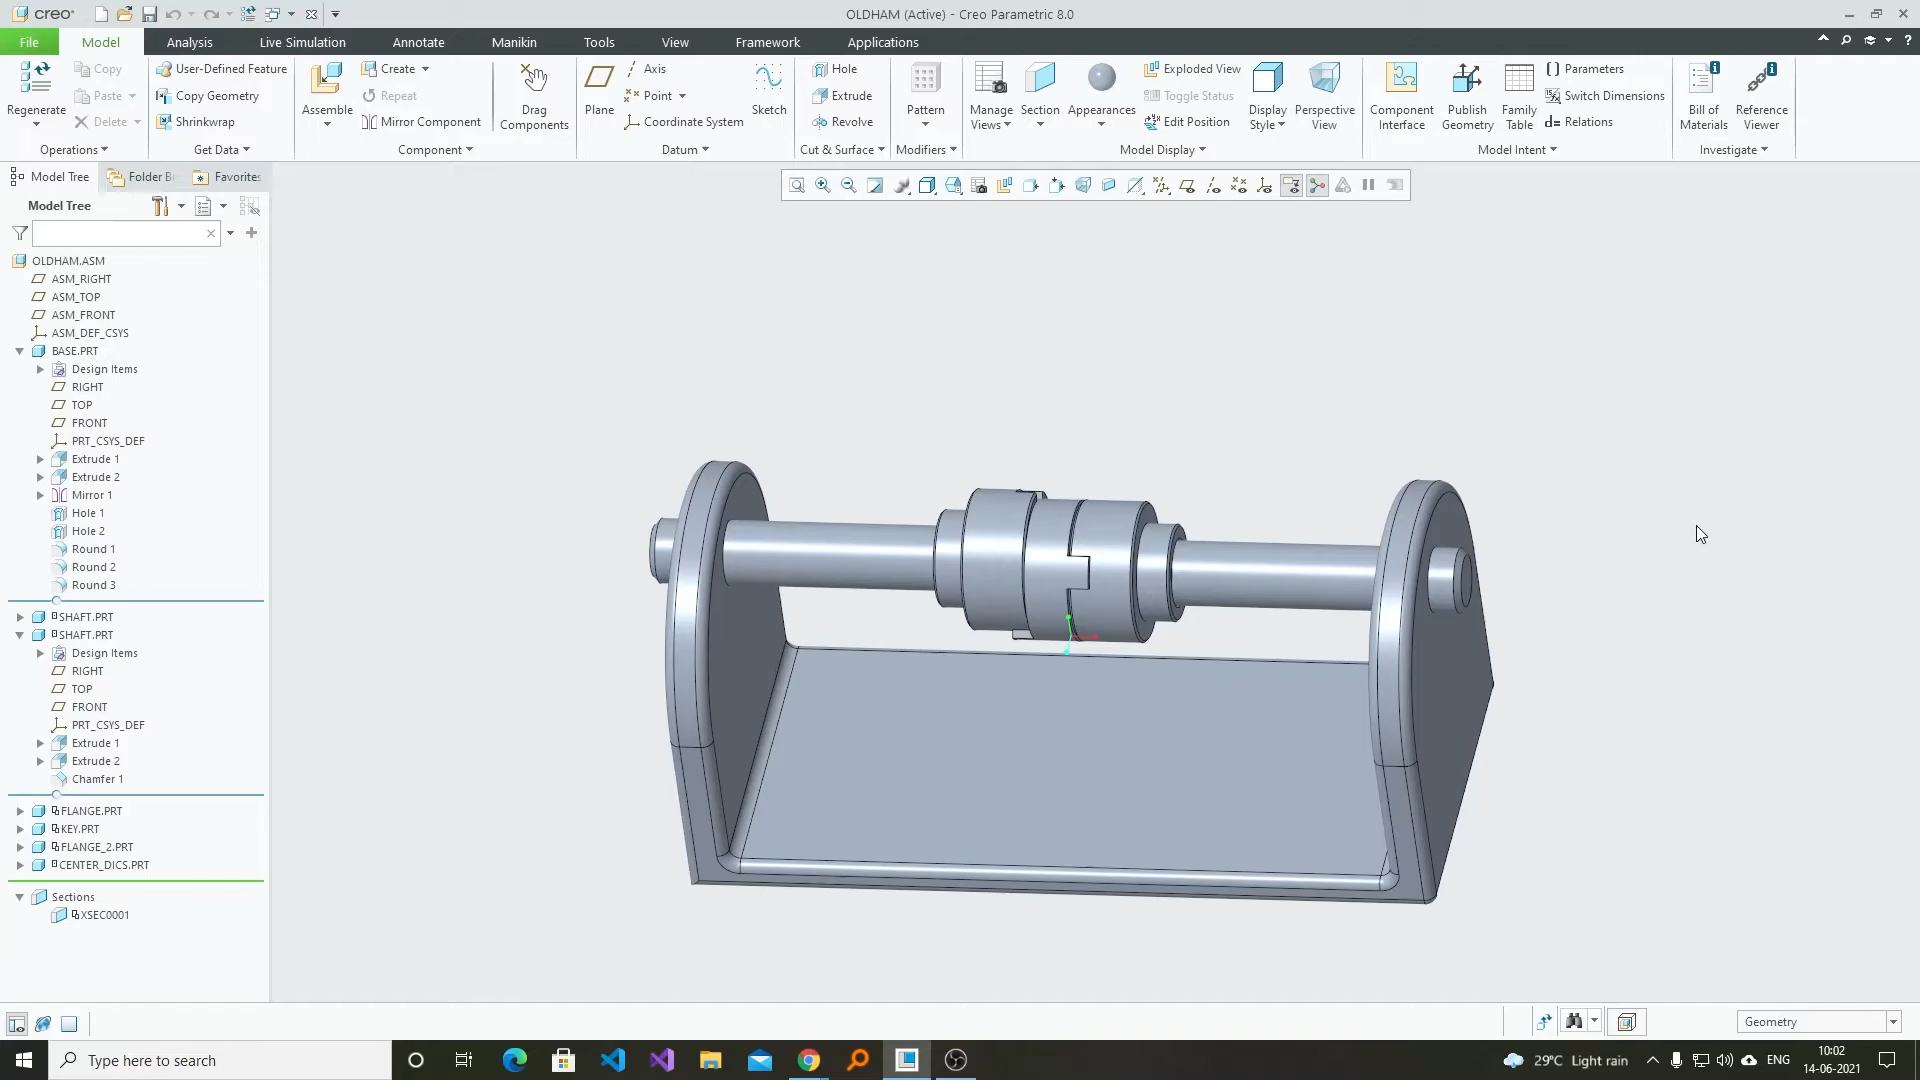 creo
OLDHAM (Active) - Creo Parametric 8.0
File Model Analysis Live Simulation Annotate Manikin Tools View Framework Applications
Regenerate
Copy
Paste
Delete
Operations
User-Defined Feature
Copy Geometry
Shrinkwrap
Get Data
Assemble
Create
Repeat
Mirror Component
Drag
Components
Component
Plane
Axis
Point
Coordinate System
Sketch
Datum
Hole
Extrude
Revolve
Cut & Surface
Pattern
Modifiers
Manage
Views
Section
Appearances
Exploded View
Toggle Status
Edit Position
Display
Style
Perspective
View
Model Display
Component
Interface
Publish
Geometry
Family
Table
Parameters
Switch Dimensions
d= Relations
Model Intent
Bill of
Materials
Reference
Viewer
Investigate
Model Tree Folder B Favorites
Model Tree
OLDHAM.ASM
ASM_RIGHT
ASM_TOP
ASM_FRONT
ASM_DEF_CSYS
BASE.PRT
Design Items
RIGHT
TOP
FRONT
PRT_CSYS_DEF
Extrude 1
Extrude 2
Mirror 1
Hole 1
Hole 2
Round 1
Round 2
Round 3
SHAFT.PRT
SHAFT.PRT
Design Items
RIGHT
TOP
FRONT
PRT_CSYS_DEF
Extrude 1
Extrude 2
Chamfer 1
FLANGE.PRT
KEY.PRT
FLANGE_2.PRT
CENTER_DICS.PRT
Sections
XSEC0001
Geometry
Type here to search
29°C Light rain
ENG
10:02
14-06-2021